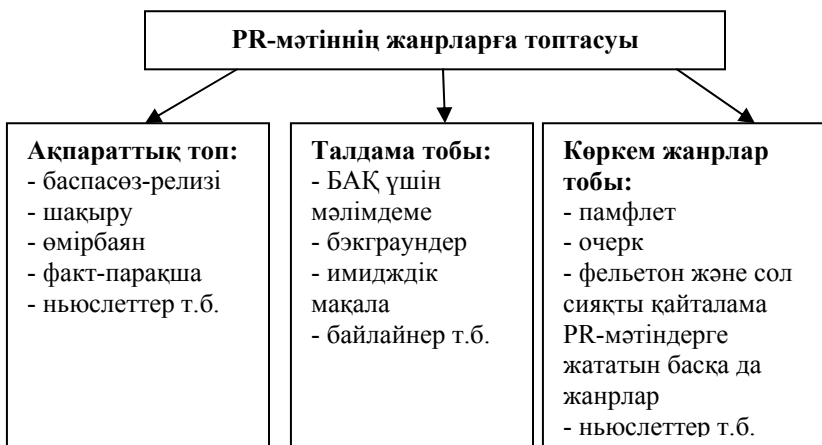 PR-мәтіннің жанрларға топтасуы
Ақпараттық топ:
- баспасөз-релизі
- шақыру
- өмірбаян
- факт-парақша
- ньюслеттер т.б.
Талдама тобы:
- БАҚ үшін
мәлімдеме
- бэкграундер
- имидждік
мақала
- байлайнер т.б.
Көркем жанрлар
тобы:
- памфлет
- очерк
- фельетон және сол
сияқты қайталама
PR-мәтіндерге
жататын басқа да
жанрлар
- ньюслеттер т.б.